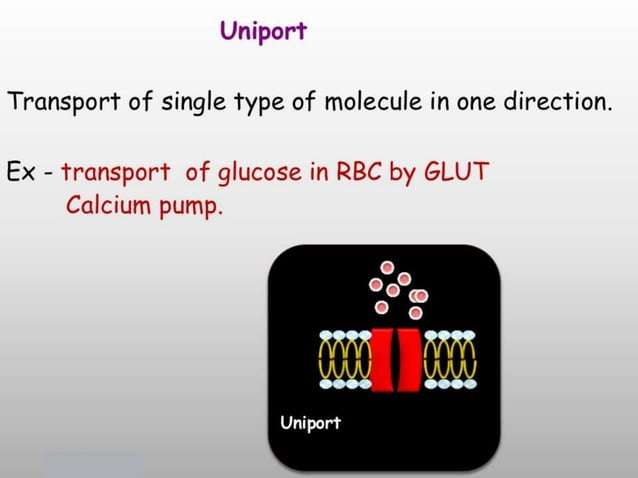 Uniport
Transport of single type of molecule in one direction.
Ex - transport of glucose in RBC by GLUT
Calcium pump.
Uniport